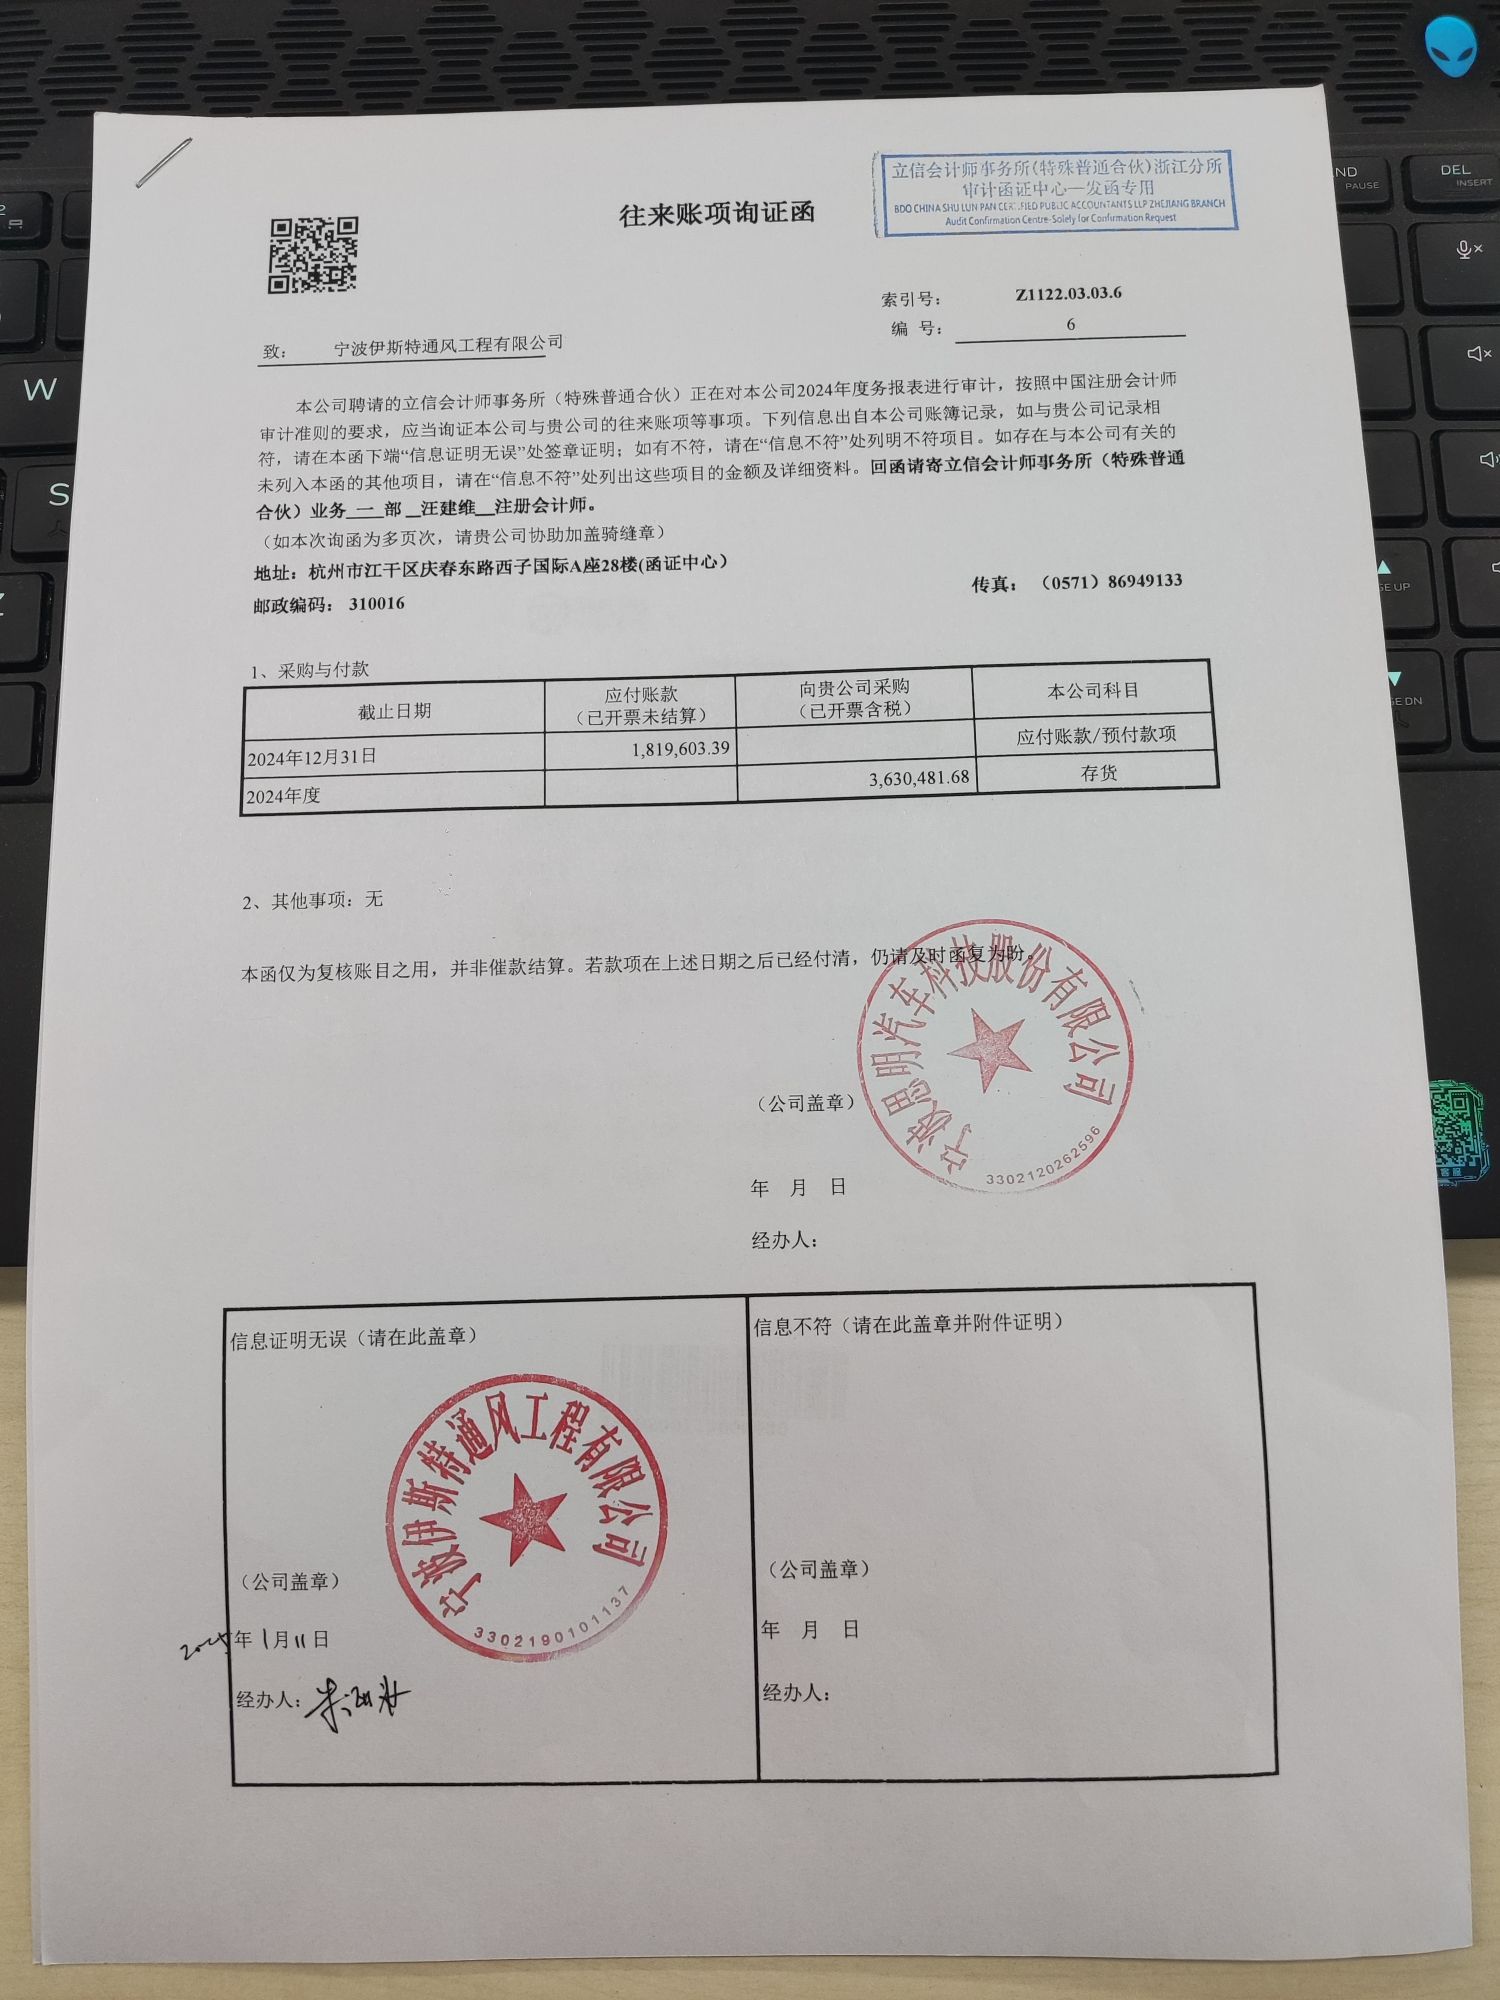 立信会计师事务所(特殊普通合伙)浙江分所
审计函证中心—发函专用
BDO CHINA SHU LUN PAN CERTIFIED PUBLIC ACCOUNTANTS LLP ZHEJIANG BRANCH
Audit Confirmation Centre-Solely for Confirmation Request
往来账项询证函
索引号： Z1122.03.03.6
编 号： 6
致： 宁波伊斯特通风工程有限公司
本公司聘请的立信会计师事务所（特殊普通合伙）正在对本公司2024年度务报表进行审计，按照中国注册会计师
审计准则的要求，应当询证本公司与贵公司的往来账项等事项。下列信息出自本公司账簿记录，如与贵公司记录相
符，请在本函下端“信息证明无误”处签章证明；如有不符，请在“信息不符”处列明不符项目。如存在与本公司有关的
未列入本函的其他项目，请在“信息不符”处列出这些项目的金额及详细资料。回函请寄立信会计师事务所（特殊普通
合伙）业务 一 部 汪建维 注册会计师。
（如本次询函为多页次，请贵公司协助加盖骑缝章）
地址：杭州市江干区庆春东路西子国际A座28楼(函证中心）
邮政编码： 310016
传真： （0571）86949133
1、采购与付款
截止日期 应付账款 向贵公司采购 本公司科目
（已开票未结算） （已开票含税）
2024年12月31日 1,819,603.39 应付账款/预付款项
2024年度 3,630,481.68 存货
2、其他事项：无
本函仅为复核账目之用，并非催款结算。若款项在上述日期之后已经付清，仍请及时函复为盼。
宁波思明汽车科技股份有限公司
3302120262596
（公司盖章）
年 月 日
经办人：
信息证明无误（请在此盖章）
宁波伊斯特通风工程有限公司
3302190101137
（公司盖章）
2025年1月11日
经办人：
信息不符（请在此盖章并附件证明）
（公司盖章）
年 月 日
经办人：
W
S
DEL
INSERT
PAUSE